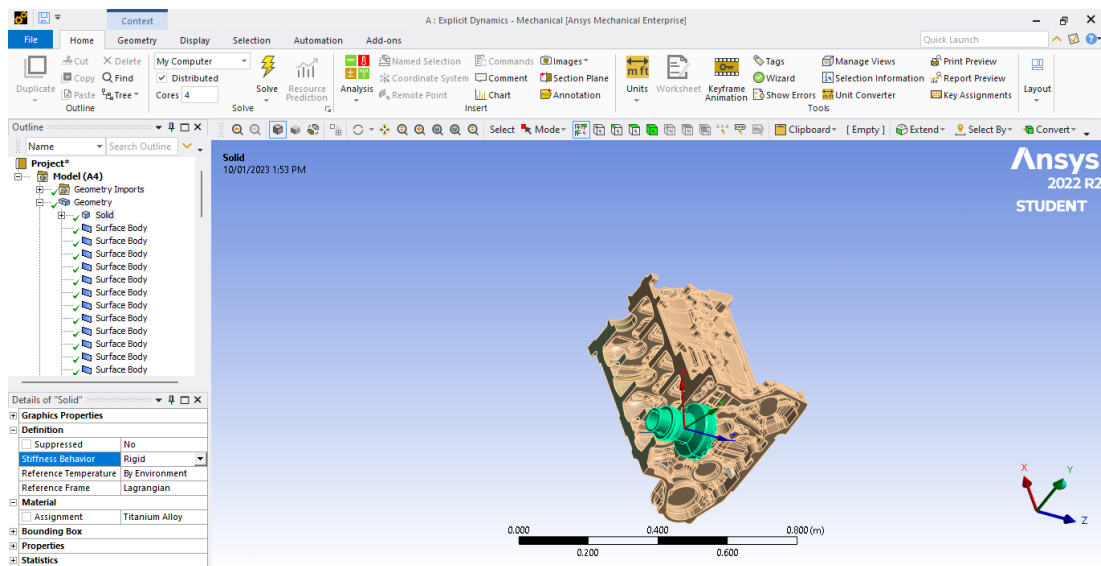 Context
A : Explicit Dynamics - Mechanical [Ansys Mechanical Enterprise]
File Home Geometry Display Selection Automation Add-ons Quick Launch
Duplicate
Cut Delete
Copy Find
Paste Tree
Outline
My Computer
Distributed
Cores 4
Solve
Resource Prediction
Solve
Analysis
Named Selection Commands Images
Coordinate System Comment Section Plane
Remote Point Chart Annotation
Insert
Units Worksheet Keyframe Animation
Tags Manage Views Print Preview
Wizard Selection Information Report Preview
Show Errors Unit Converter Key Assignments
Tools
Layout
Outline
Name Search Outline
Select Mode Clipboard [ Empty ] Extend Select By Convert
Project*
Model (A4)
Geometry Imports
Geometry
Solid
Surface Body
Surface Body
Surface Body
Surface Body
Surface Body
Surface Body
Surface Body
Surface Body
Surface Body
Surface Body
Surface Body
Surface Body
Details of "Solid"
Graphics Properties
Definition
Suppressed No
Stiffness Behavior Rigid
Reference Temperature By Environment
Reference Frame Lagrangian
Material
Assignment Titanium Alloy
Bounding Box
Properties
Statistics
Solid
10/01/2023 1:53 PM
Ansys
2022 R2
STUDENT
0.000 0.400 0.800 (m)
0.200 0.600
X Y
Z